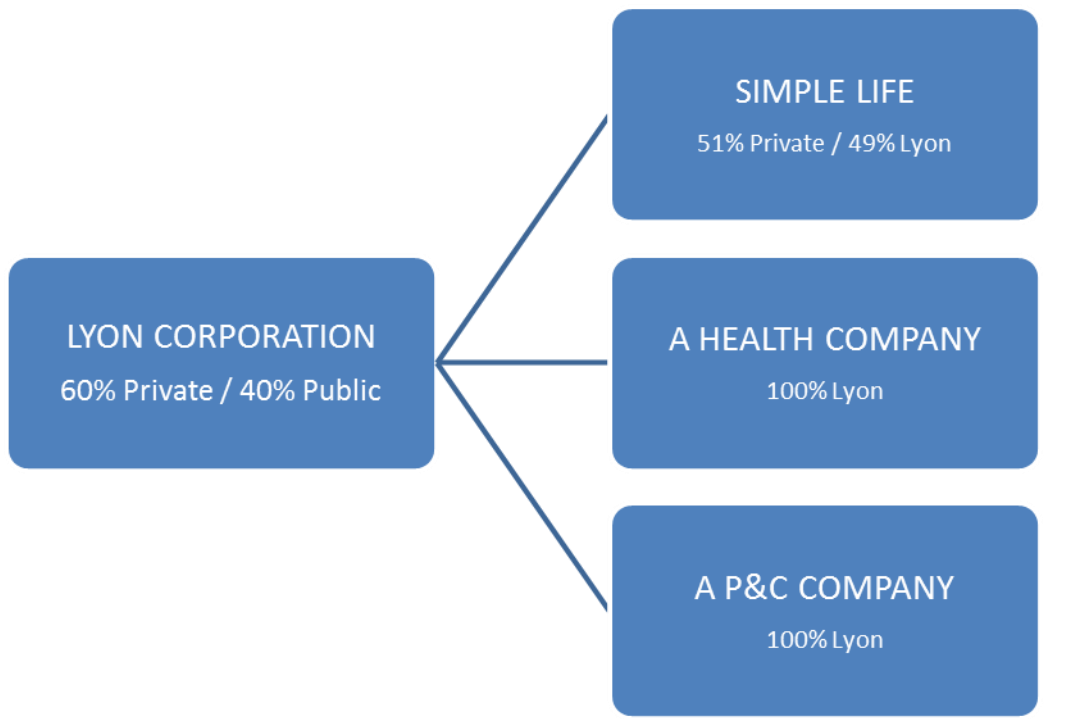 SIMPLE LIFE
51% Private / 49% Lyon
LYON CORPORATION
60% Private / 40% Public
A HEALTH COMPANY
100% Lyon
A P&C COMPANY
100% Lyon